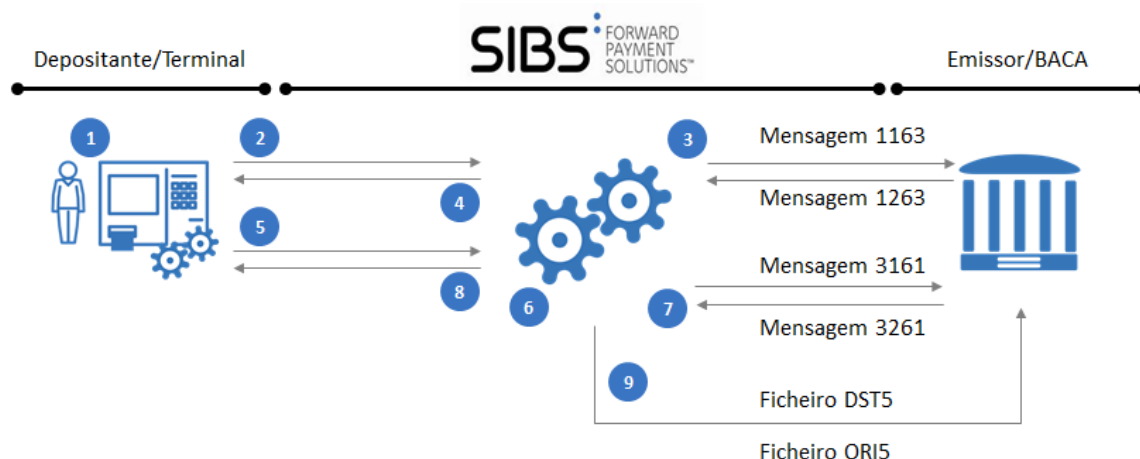 SIBS
FORWARD
PAYMENT
SOLUTIONS™
Depositante/Terminal
Emissor/BACA
1
2
3
Mensagem 1163
4
Mensagem 1263
5
Mensagem 3161
8
6
7
Mensagem 3261
9
Ficheiro DST5
Ficheiro ORI5